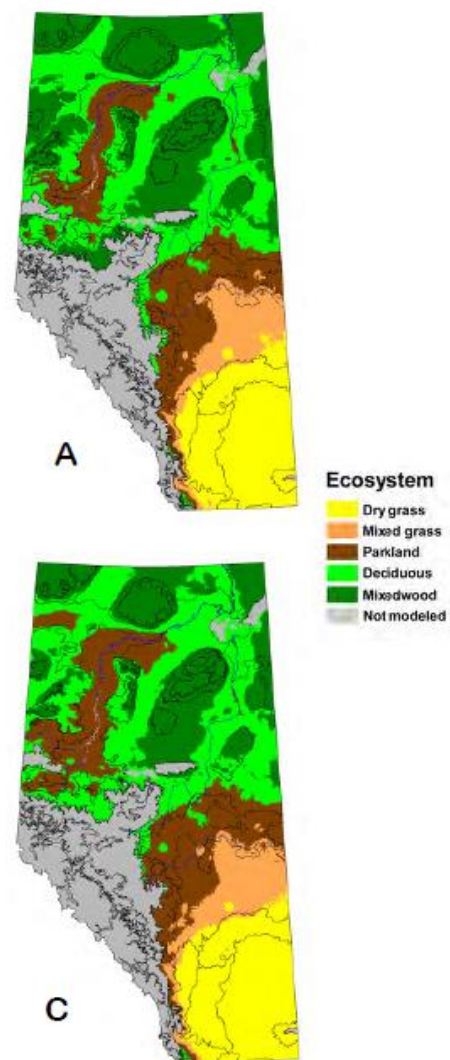 A
Ecosystem
Dry grass
Mixed grass
Parkland
Deciduous
Mixedwood
Not modeled
C